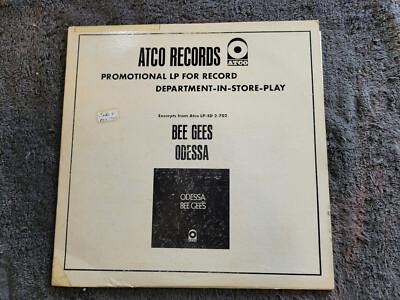 ATCO RECORDS
ATCO
PROMOTIONAL LP FOR RECORD
DEPARTMENT-IN-STORE-PLAY
Excerpts from Atco LP-SD 2-702
BEE GEES
ODESSA
ODESSA
BEE GEES